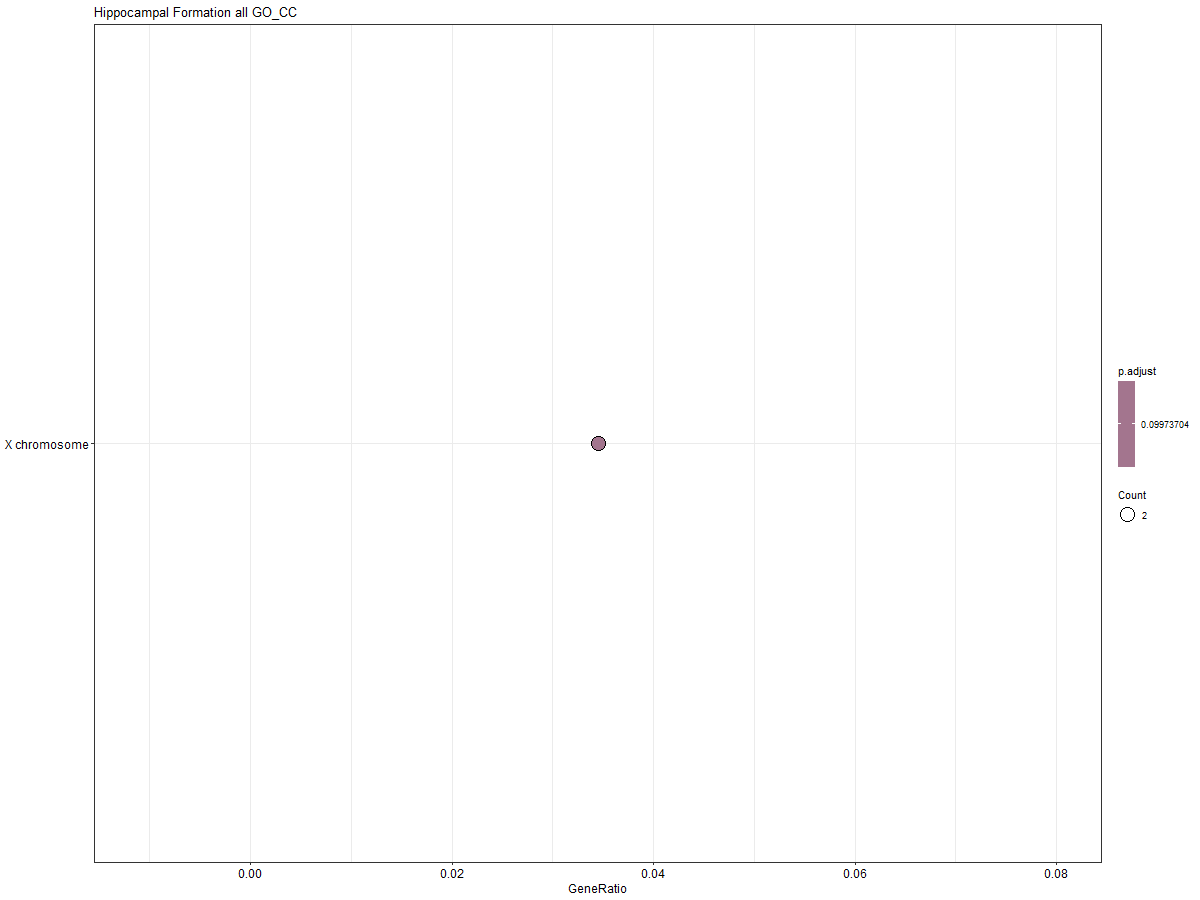 Hippocampal Formation all GO_CC
X chromosome
0.00
0.02
0.04
0.06
0.08
GeneRatio
p.adjust
0.09973704
Count
2